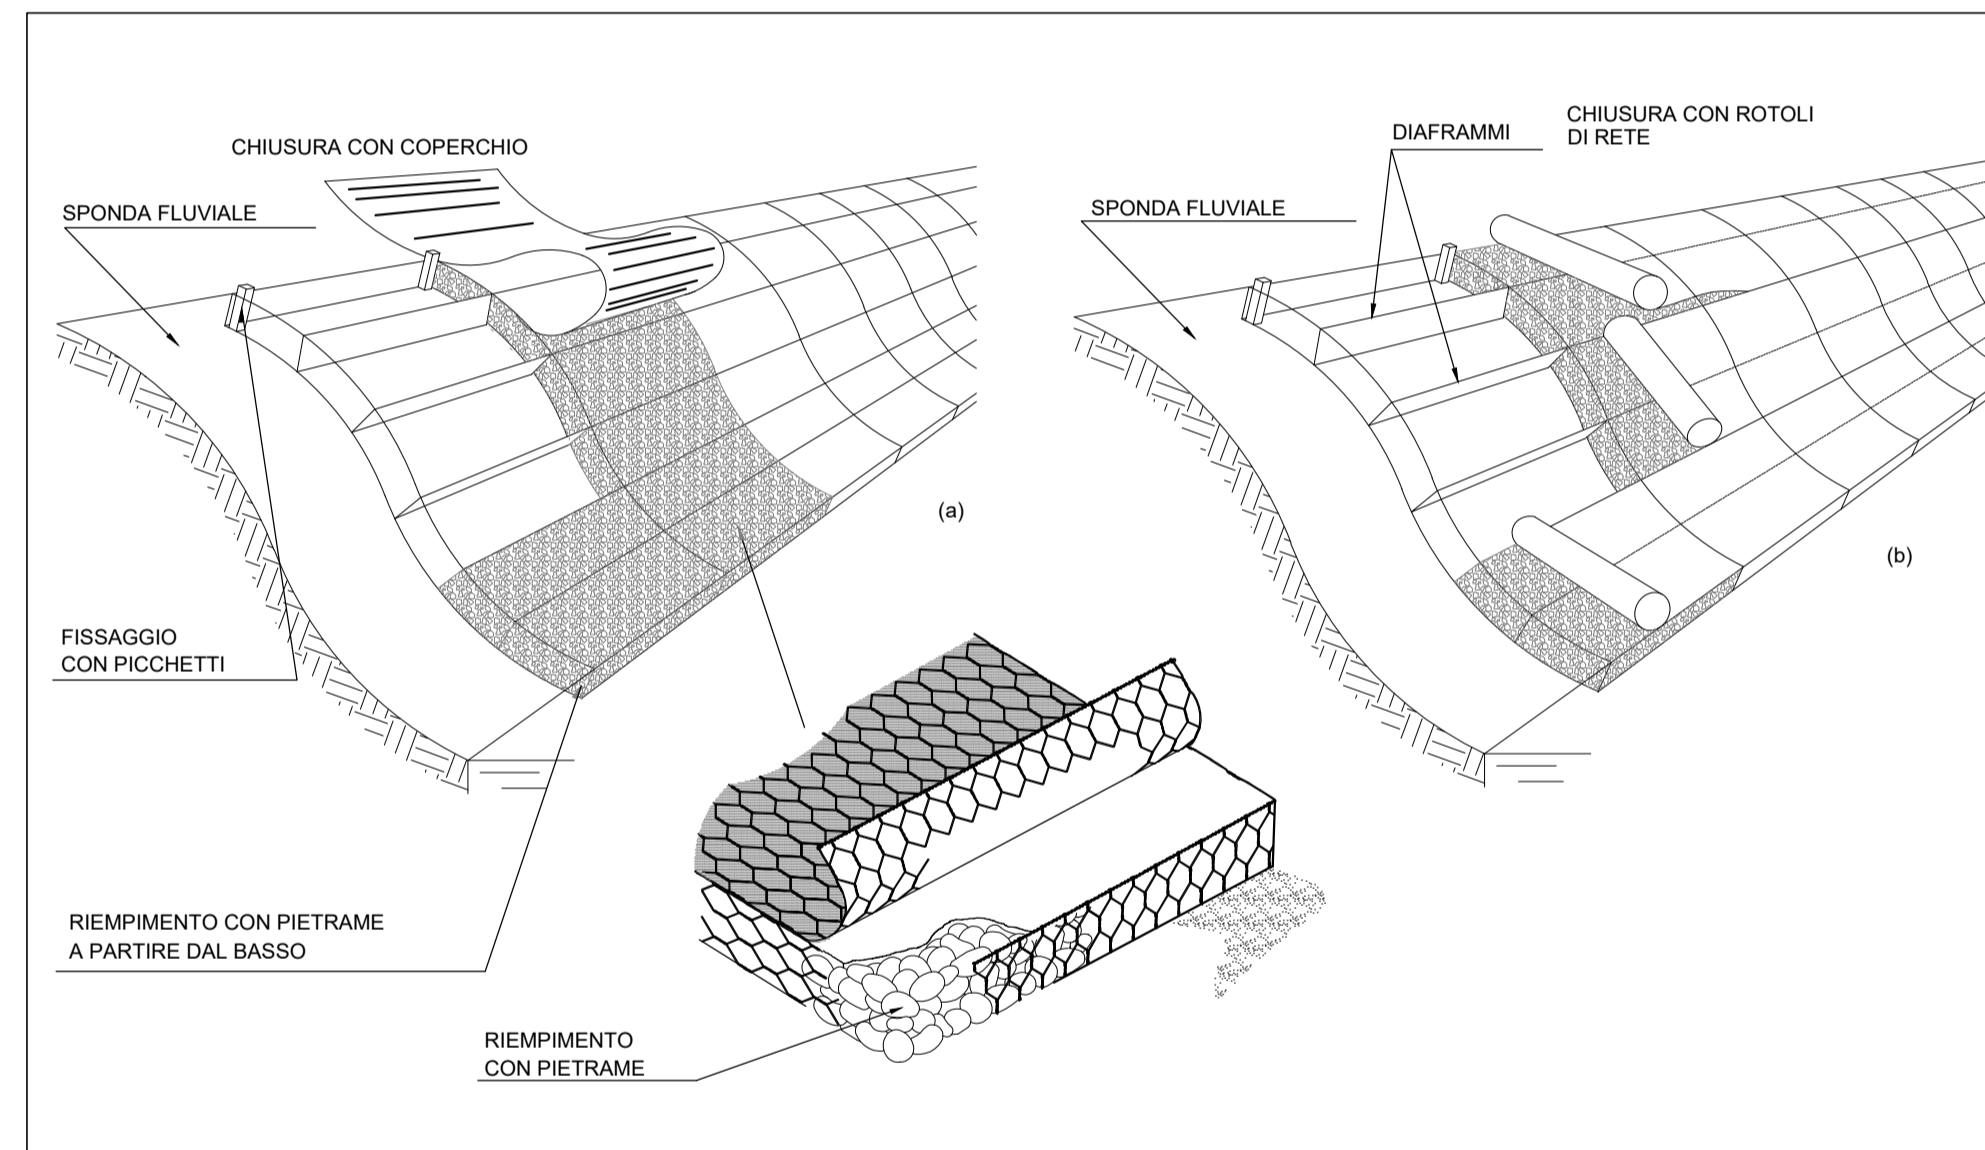 CHIUSURA CON COPERCHIO
SPONDA FLUVIALE
FISSAGGIO
CON PICCHETTI
RIEMPIMENTO CON PIETRAME
A PARTIRE DAL BASSO
RIEMPIMENTO
CON PIETRAME
(a)
DIAFRAMMI
CHIUSURA CON ROTOLI
DI RETE
SPONDA FLUVIALE
(b)